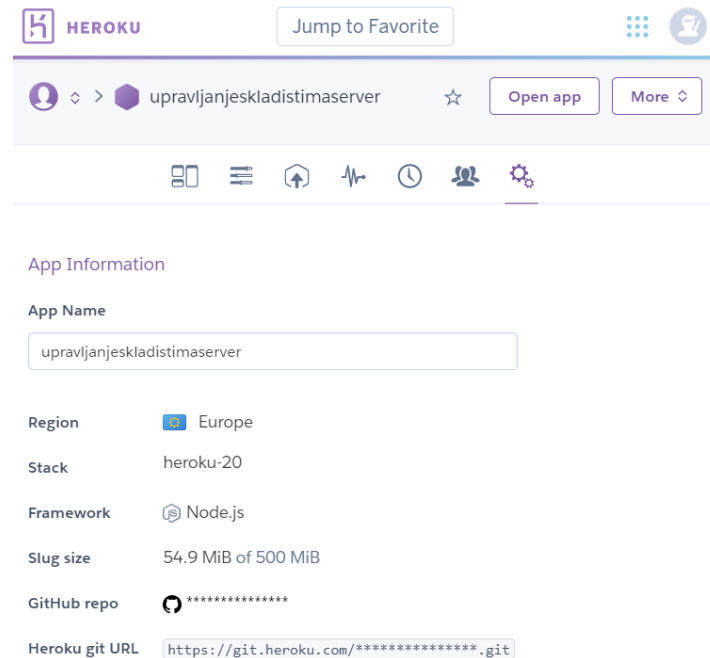 HEROKU
Jump to Favorite
upravljanjeskladistimaserver
Open app
More
App Information
App Name
upravljanjeskladistimaserver
Region Europe
Stack heroku-20
Framework Node.js
Slug size 54.9 MiB of 500 MiB
GitHub repo ***************
Heroku git URL https://git.heroku.com/***************.git